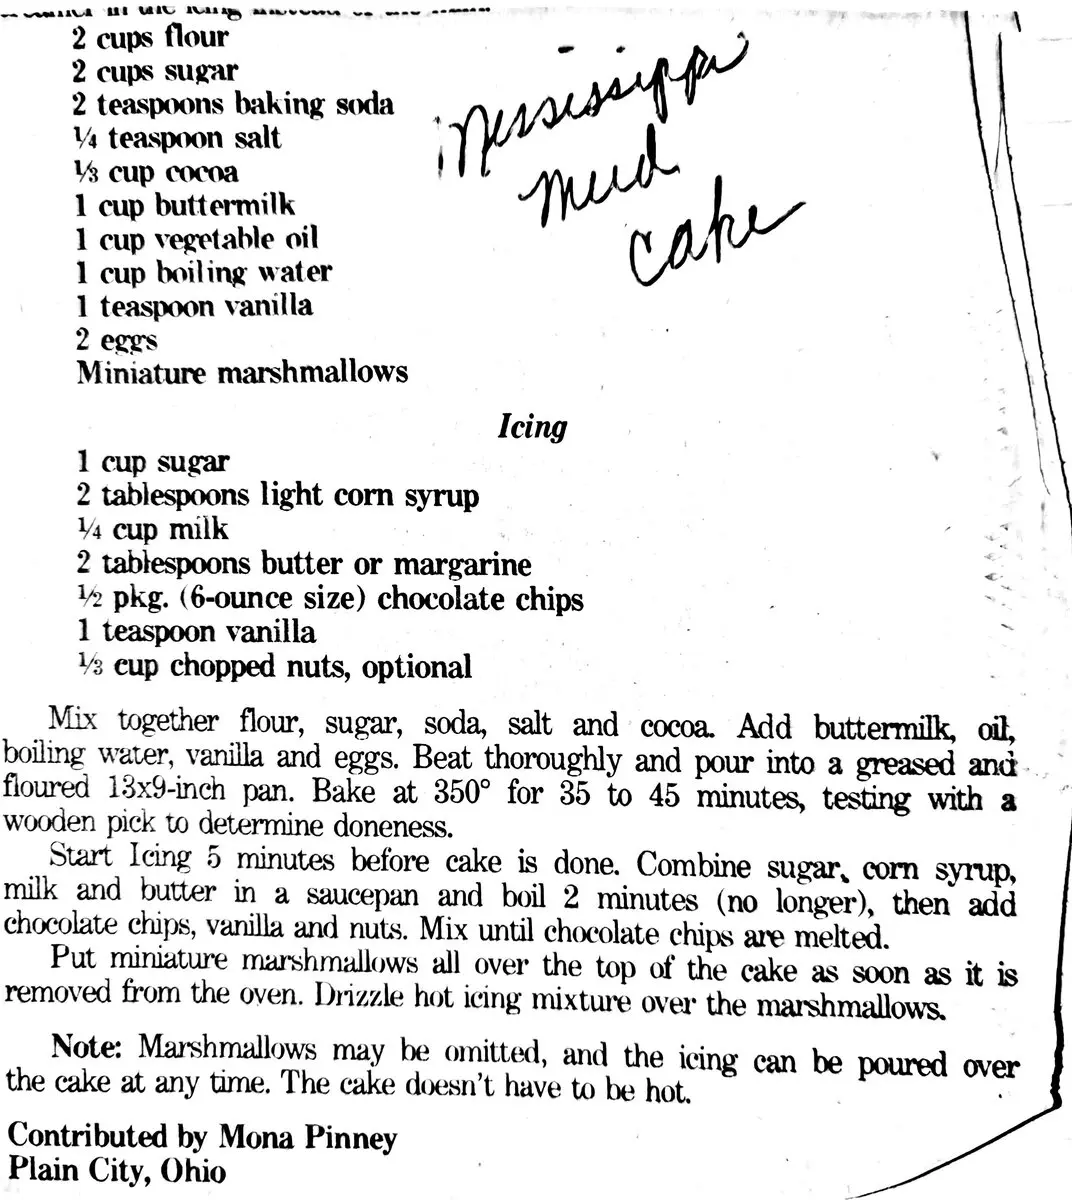 in the icing instead of the
2 cups flour
2 cups sugar
2 teaspoons baking soda
¼ teaspoon salt
⅓ cup cocoa
1 cup buttermilk
1 cup vegetable oil
1 cup boiling water
1 teaspoon vanilla
2 eggs
Miniature marshmallows
Mississippi
Mud
Cake
Icing
1 cup sugar
2 tablespoons light corn syrup
¼ cup milk
2 tablespoons butter or margarine
½ pkg. (6-ounce size) chocolate chips
1 teaspoon vanilla
⅓ cup chopped nuts, optional
Mix together flour, sugar, soda, salt and cocoa. Add buttermilk, oil,
boiling water, vanilla and eggs. Beat thoroughly and pour into a greased and
floured 13x9-inch pan. Bake at 350° for 35 to 45 minutes, testing with a
wooden pick to determine doneness.
Start Icing 5 minutes before cake is done. Combine sugar, corn syrup,
milk and butter in a saucepan and boil 2 minutes (no longer), then add
chocolate chips, vanilla and nuts. Mix until chocolate chips are melted.
Put miniature marshmallows all over the top of the cake as soon as it is
removed from the oven. Drizzle hot icing mixture over the marshmallows.
Note: Marshmallows may be omitted, and the icing can be poured over
the cake at any time. The cake doesn't have to be hot.
Contributed by Mona Pinney
Plain City, Ohio